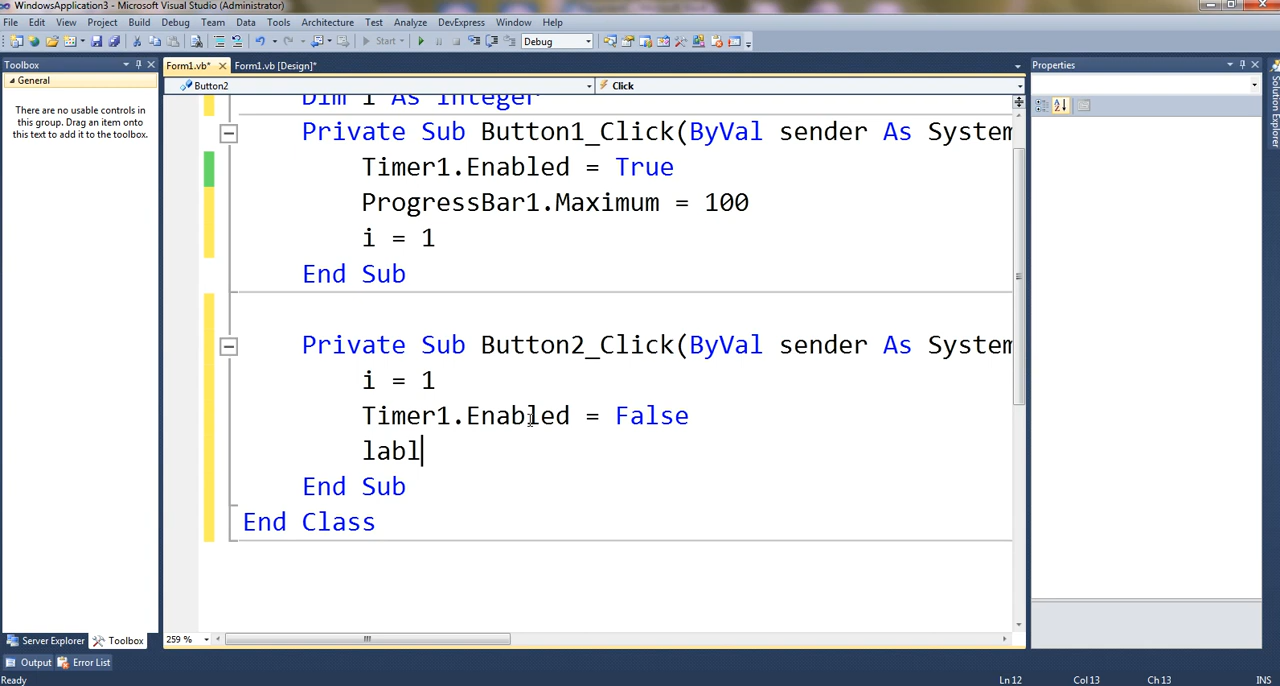 WindowsApplication3 - Microsoft Visual Studio (Administrator)
File Edit View Project Build Debug Team Data Tools Architecture Test Analyze DevExpress Window Help
Start Debug
Toolbox
General
There are no usable controls in
this group. Drag an item onto
this text to add it to the toolbox.
Form1.vb* Form1.vb [Design]*
Button2 Click
Dim i As Integer
Private Sub Button1_Click(ByVal sender As System
Timer1.Enabled = True
ProgressBar1.Maximum = 100
i = 1
End Sub
Private Sub Button2_Click(ByVal sender As System
i = 1
Timer1.Enabled = False
labl
End Sub
End Class
259 %
Properties
Solution Explorer
Server Explorer Toolbox
Output Error List
Ready Ln 12 Col 13 Ch 13 INS